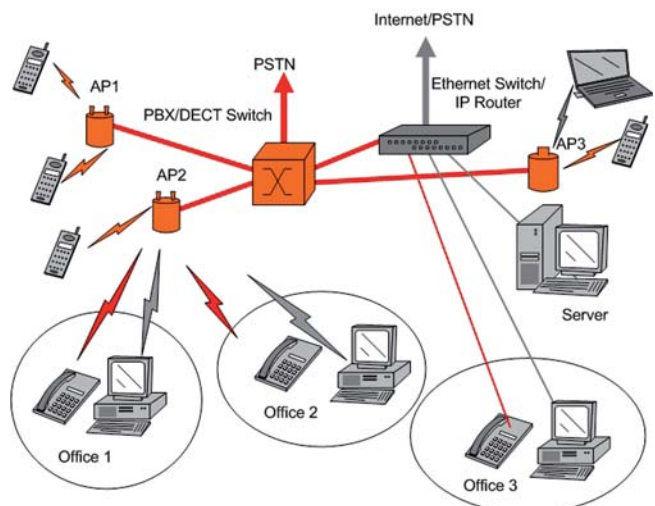 Internet/PSTN
PSTN
Ethernet Switch/
IP Router
AP1
PBX/DECT Switch
AP3
AP2
Server
Office 2
Office 1
Office 3